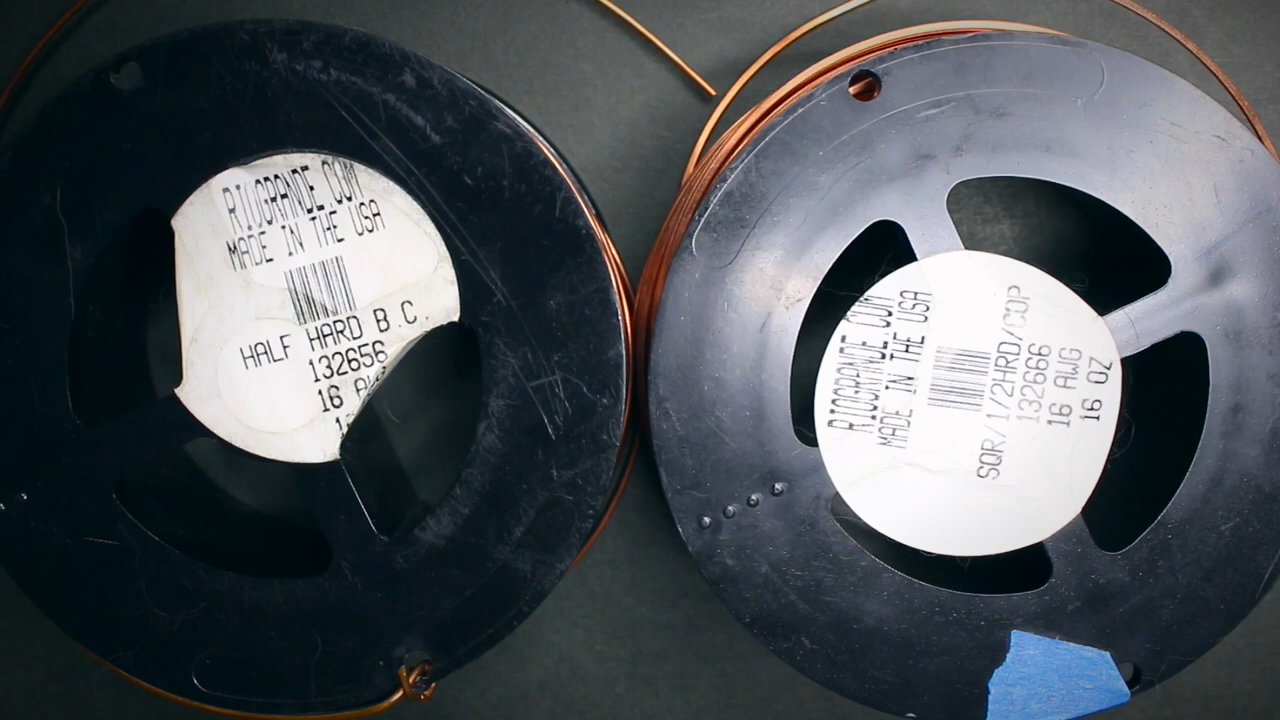 RIOGRANDE.COM
MADE IN THE USA
HALF HARD B.C.
132656
16
RIOGRANDE.COM
MADE IN THE USA
SQR/1/2HRD/COP
132666
16 AWG
16 OZ